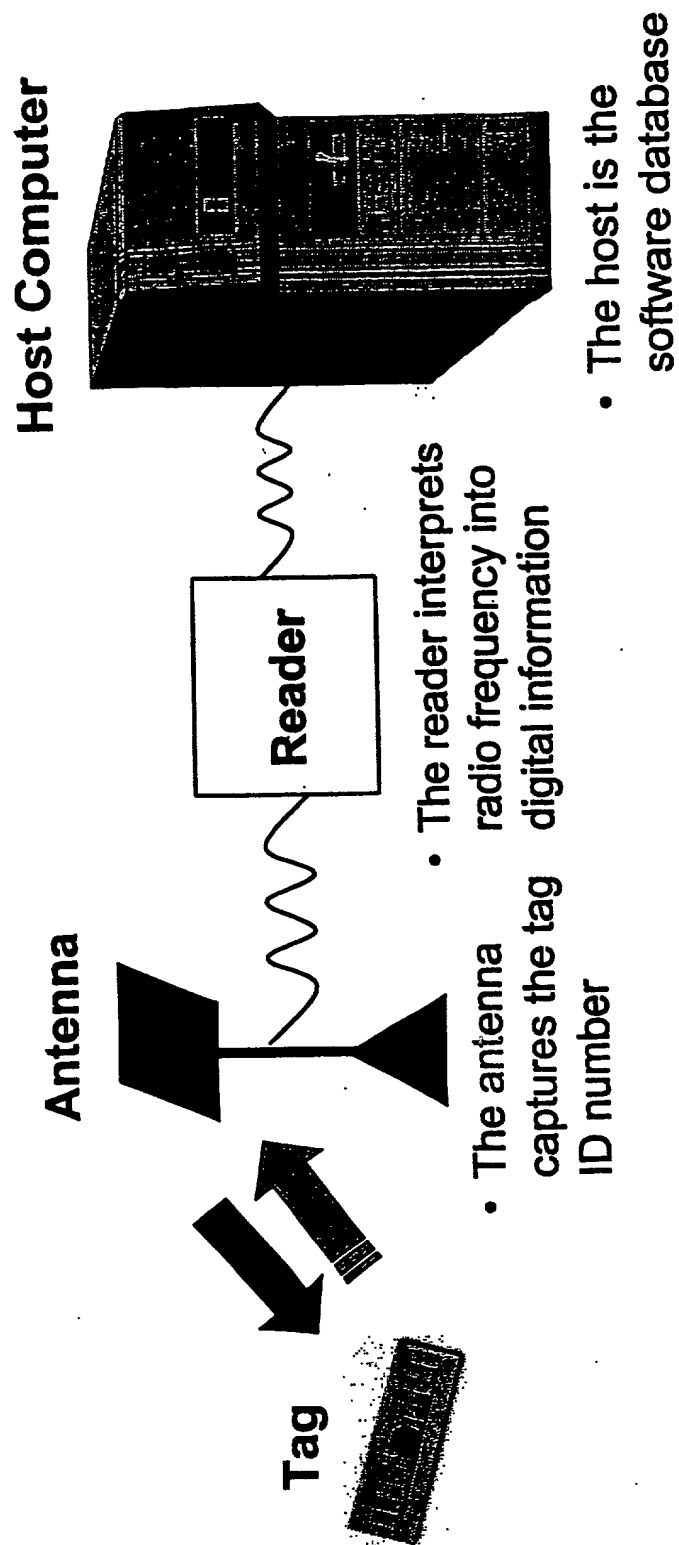 Tag
Antenna
Reader
Host Computer
• The antenna
captures the tag
ID number
• The reader interprets
radio frequency into
digital information
• The host is the
software database